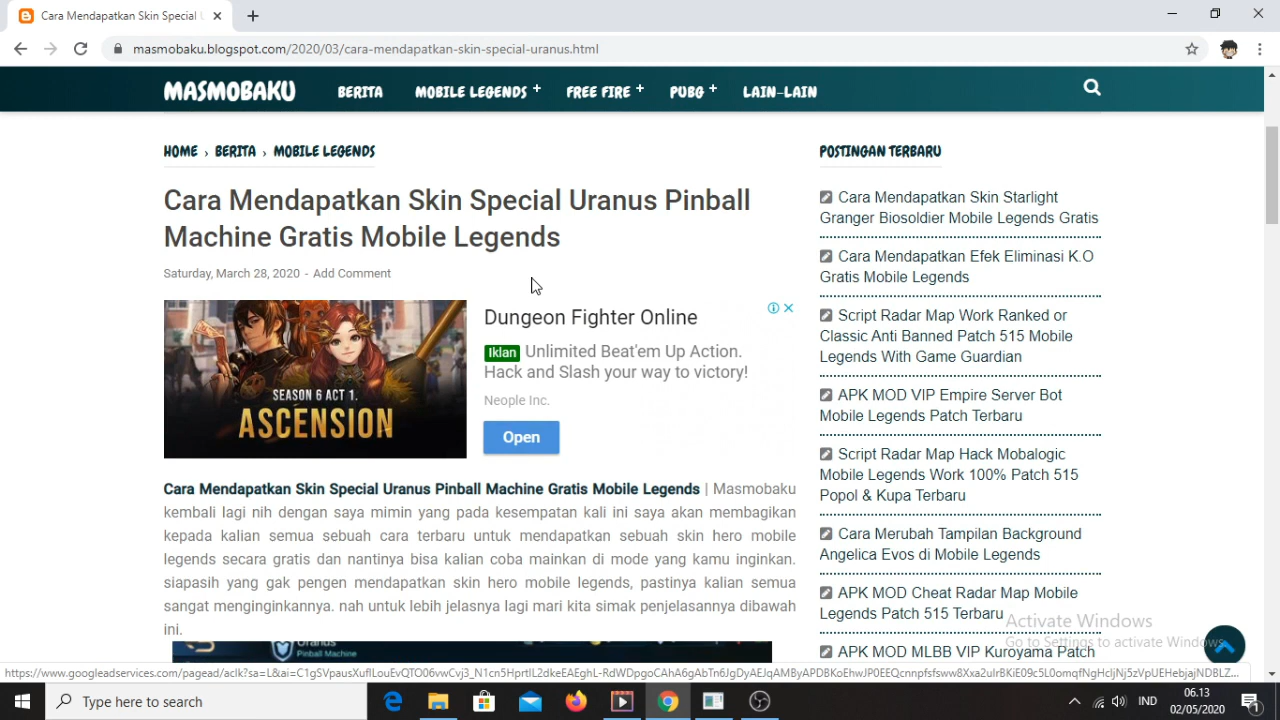 Cara Mendapatkan Skin Special U
masmobaku.blogspot.com/2020/03/cara-mendapatkan-skin-special-uranus.html
MASMOBAKU
BERITA
MOBILE LEGENDS +
FREE FIRE +
PUBG +
LAIN-LAIN
HOME › BERITA › MOBILE LEGENDS
Cara Mendapatkan Skin Special Uranus Pinball
Machine Gratis Mobile Legends
Saturday, March 28, 2020 - Add Comment
SEASON 6 ACT 1.
ASCENSION
Dungeon Fighter Online
Iklan Unlimited Beat'em Up Action.
Hack and Slash your way to victory!
Neople Inc.
Open
Cara Mendapatkan Skin Special Uranus Pinball Machine Gratis Mobile Legends | Masmobaku
kembali lagi nih dengan saya mimin yang pada kesempatan kali ini saya akan membagikan
kepada kalian semua sebuah cara terbaru untuk mendapatkan sebuah skin hero mobile
legends secara gratis dan nantinya bisa kalian coba mainkan di mode yang kamu inginkan.
siapasih yang gak pengen mendapatkan skin hero mobile legends, pastinya kalian semua
sangat menginginkannya. nah untuk lebih jelasnya lagi mari kita simak penjelasannya dibawah
ini.
Pinball Machine
POSTINGAN TERBARU
Cara Mendapatkan Skin Starlight
Granger Biosoldier Mobile Legends Gratis
Cara Mendapatkan Efek Eliminasi K.O
Gratis Mobile Legends
Script Radar Map Work Ranked or
Classic Anti Banned Patch 515 Mobile
Legends With Game Guardian
APK MOD VIP Empire Server Bot
Mobile Legends Patch Terbaru
Script Radar Map Hack Mobalogic
Mobile Legends Work 100% Patch 515
Popol & Kupa Terbaru
Cara Merubah Tampilan Background
Angelica Evos di Mobile Legends
APK MOD Cheat Radar Map Mobile
Legends Patch 515 Terbaru
APK MOD MLBB VIP Kuroyama Patch
Activate Windows
Go to Settings to activate Windows.
Type here to search
IND
06.13
02/05/2020
1